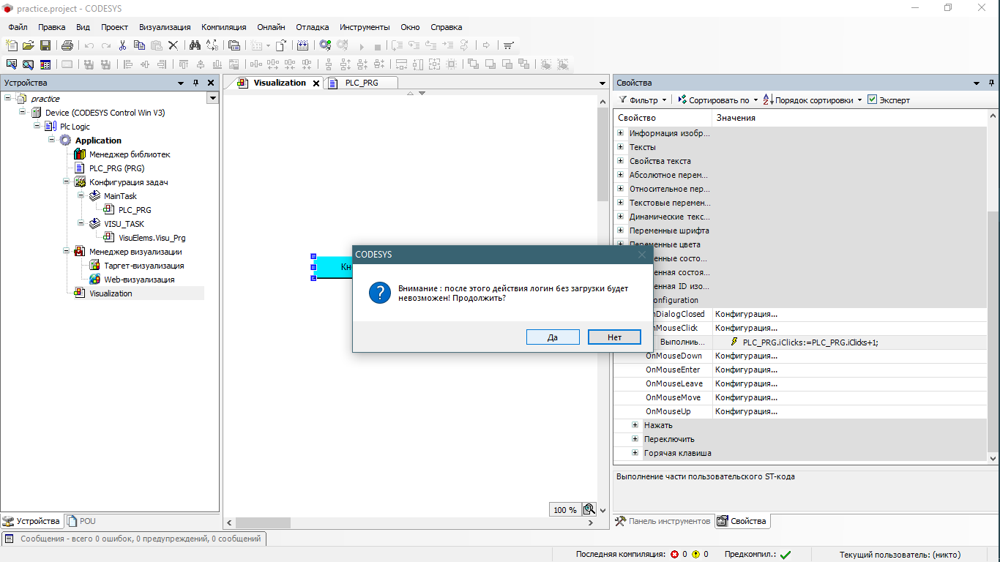 practice.project - CODESYS
Файл Правка Вид Проект Визуализация Компиляция Онлайн Отладка Инструменты Окно Справка
Устройства
practice
Device (CODESYS Control Win V3)
Plc Logic
Application
Менеджер библиотек
PLC_PRG (PRG)
Конфигурация задач
MainTask
PLC_PRG
VISU_TASK
VisuElems.Visu_Prg
Менеджер визуализации
Таргет-визуализация
Web-визуализация
Visualization
Устройства POU
Visualization PLC_PRG
Кн
100 %
CODESYS
Внимание : после этого действия логин без загрузки будет
невозможен! Продолжить?
Да Нет
Свойства
Фильтр Сортировать по Порядок сортировки Эксперт
Свойство Значения
Информация изобр...
Тексты
Свойства текста
Абсолютное перем...
Относительное пер...
Текстовые перемен...
Динамические текс...
Переменные шрифта
менные цвета
енные состо...
енная состоя...
енная ID изо...
onfiguration
nDialogClosed Конфигурация...
nMouseClick Конфигурация...
Выполнить... PLC_PRG.iClicks:=PLC_PRG.iClicks+1;
OnMouseDown Конфигурация...
OnMouseEnter Конфигурация...
OnMouseLeave Конфигурация...
OnMouseMove Конфигурация...
OnMouseUp Конфигурация...
Нажать
Переключить
Горячая клавиша
Выполнение части пользовательского ST-кода
Панель инструментов Свойства
Сообщения - всего 0 ошибок, 0 предупреждений, 0 сообщений
Последняя компиляция: 0 0 Предкомпил.: Текущий пользователь: (никто)